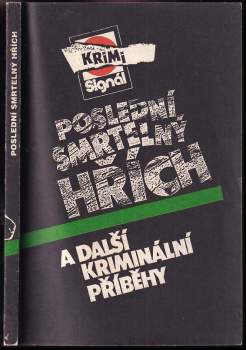 POSLEDNÍ SMRTELNÝ HŘÍCH
KRIMI
signál
POSLEDNÍ
SMRTELNÝ
HŘÍCH
A DALŠÍ
KRIMINÁLNÍ
PŘÍBĚHY